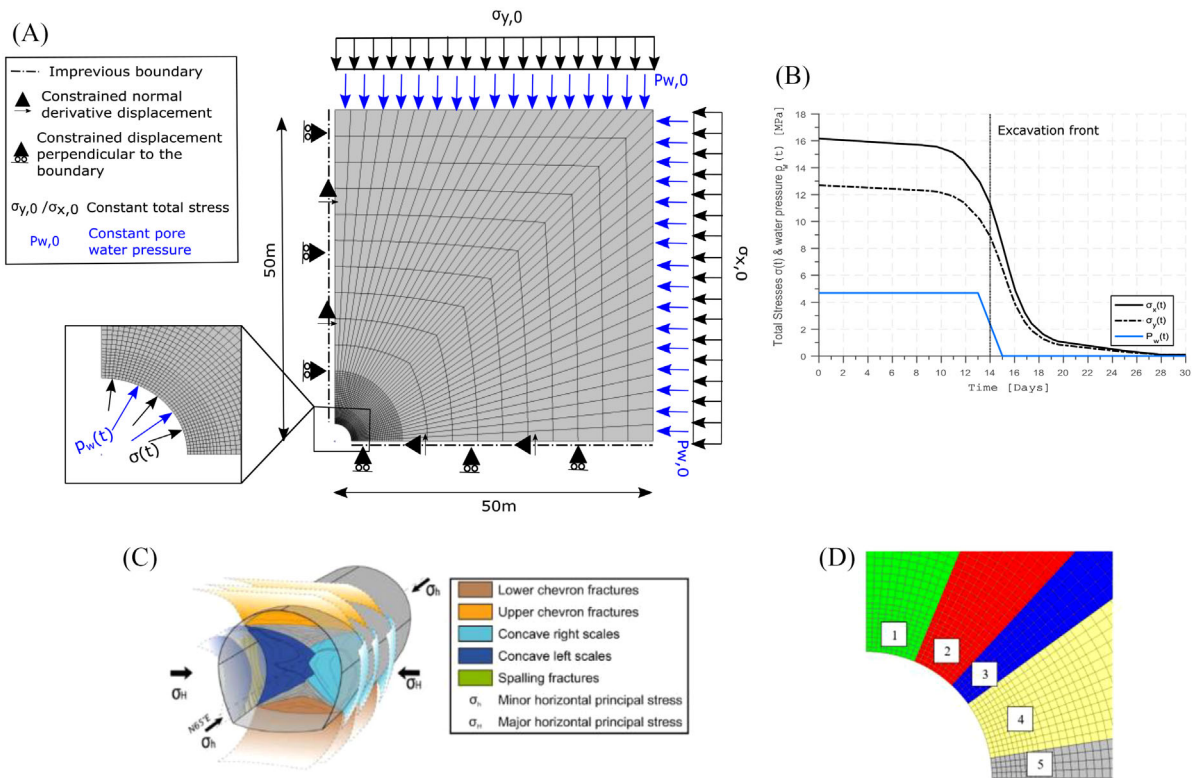 (A)
Imprevious boundary
Constrained normal
derivative displacement
Constrained displacement
perpendicular to the
boundary
σy,0 /σx,0 Constant total stress
Pw,0 Constant pore
water pressure
σy,0
Pw,0
50m
σx,0
Pw,0
50m
pw(t)
σ(t)
(B)
Total Stresses σ(t) & water pressure pw(t) [MPa]
18
16
14
12
10
8
6
4
2
0
Excavation front
σx(t)
σy(t)
Pw(t)
0 2 4 6 8 10 12 14 16 18 20 22 24 26 28 30
Time [Days]
(C)
σh
σH
σH
N65°E
σh
Lower chevron fractures
Upper chevron fractures
Concave right scales
Concave left scales
Spalling fractures
σh Minor horizontal principal stress
σH Major horizontal principal stress
(D)
1
2
3
4
5